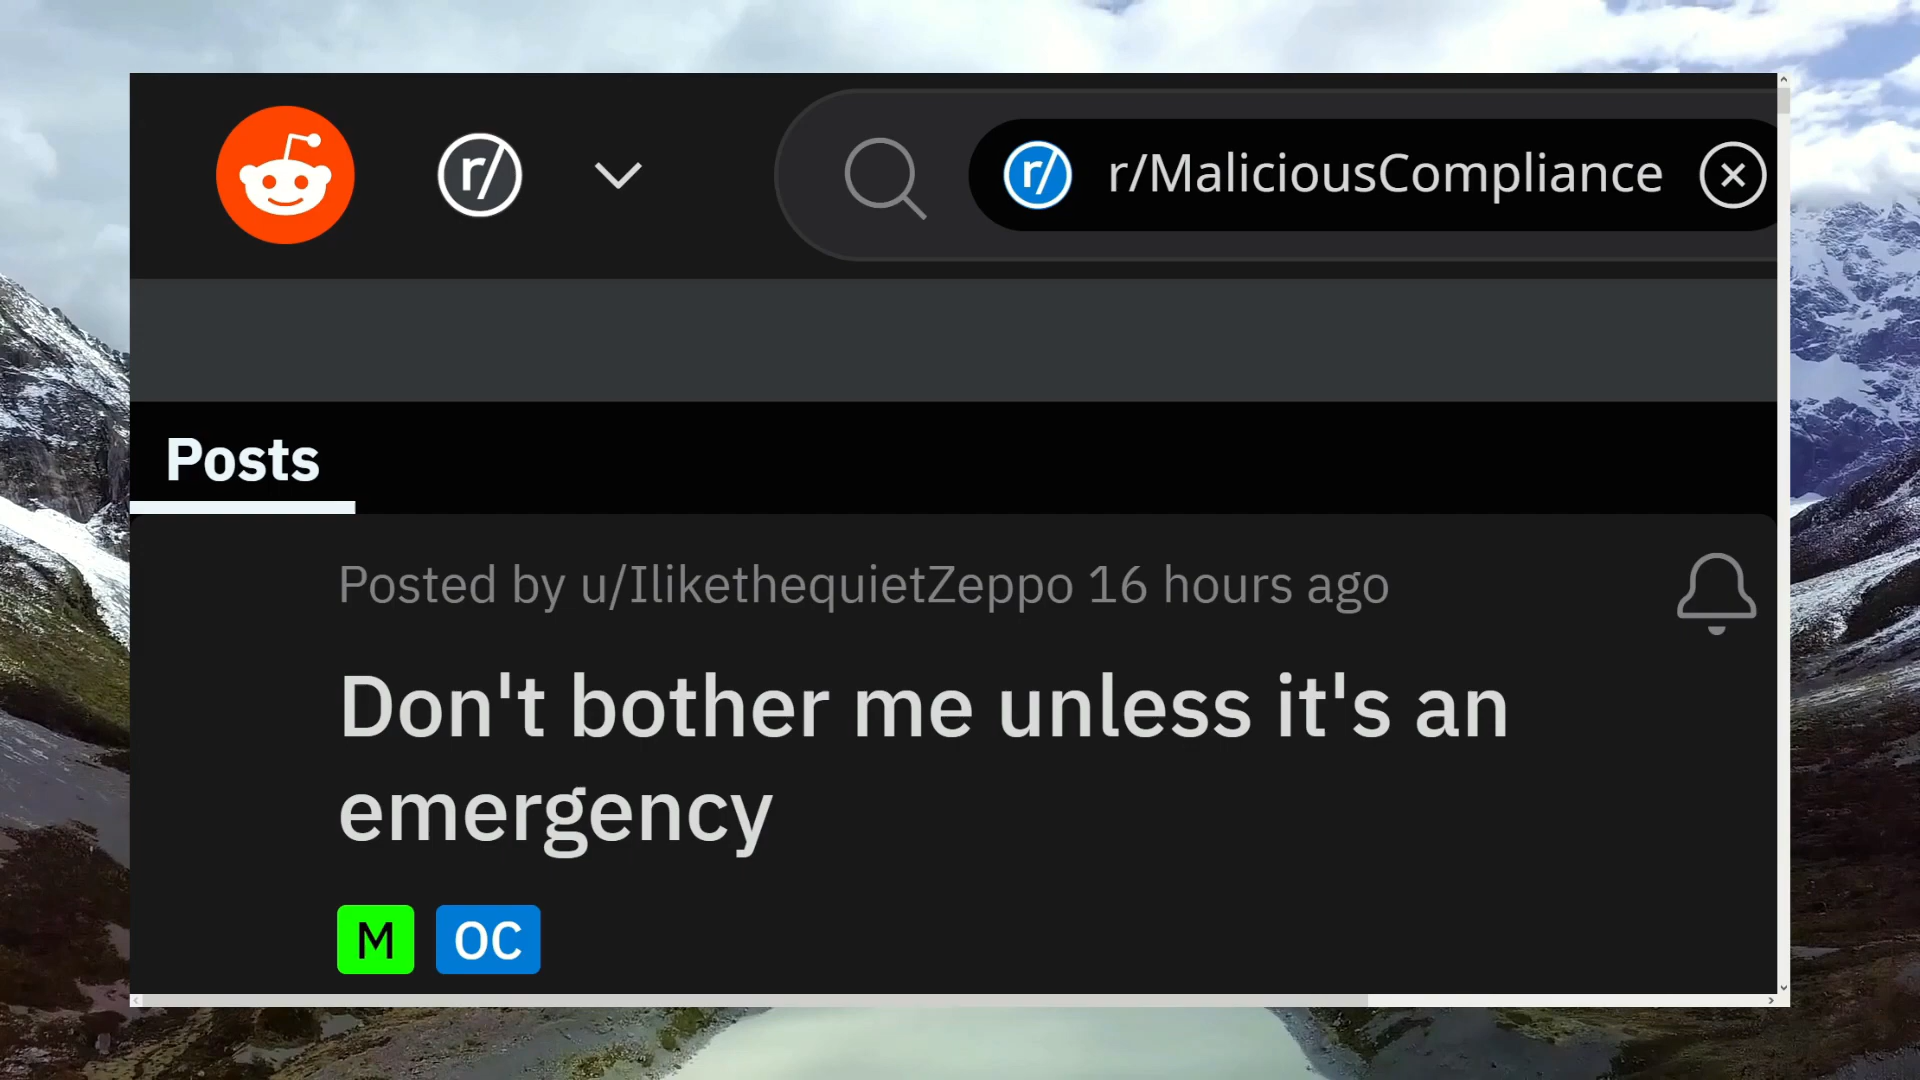 r/ r/ r/MaliciousCompliance
Posts
Posted by u/IlikethequietZeppo 16 hours ago
Don't bother me unless it's an
emergency
M OC